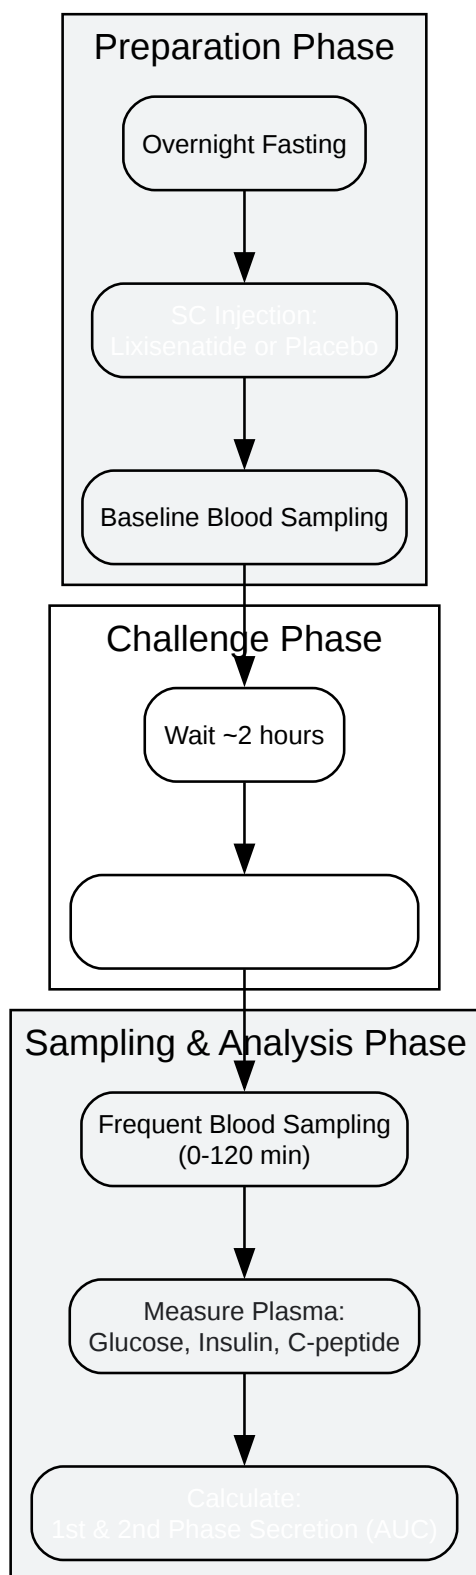 Preparation Phase
Overnight Fasting
SC Injection:
Lixisenatide or Placebo
Baseline Blood Sampling
Challenge Phase
Wait ~2 hours
Sampling & Analysis Phase
Frequent Blood Sampling
(0-120 min)
Measure Plasma:
Glucose, Insulin, C-peptide
Calculate:
1st & 2nd Phase Secretion (AUC)